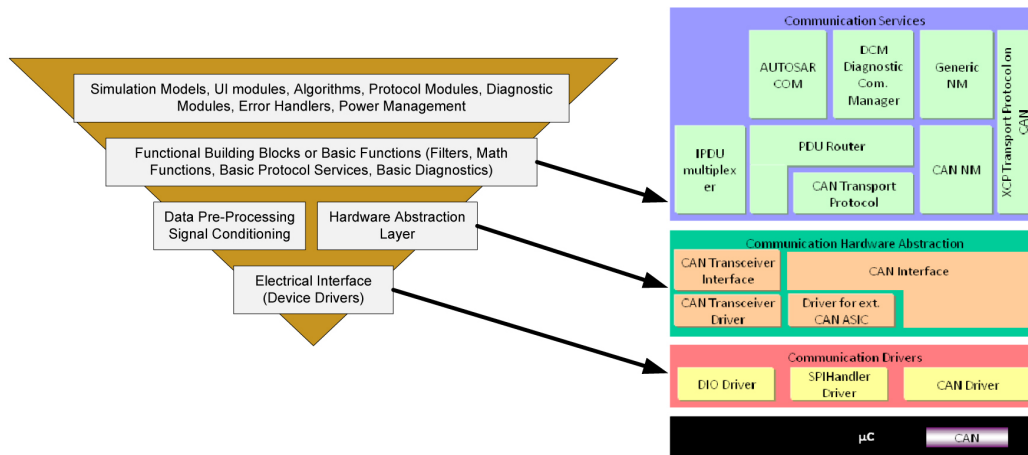 Simulation Models, UI modules, Algorithms, Protocol Modules, Diagnostic
Modules, Error Handlers, Power Management
Functional Building Blocks or Basic Functions (Filters, Math
Functions, Basic Protocol Services, Basic Diagnostics)
Data Pre-Processing
Signal Conditioning
Hardware Abstraction
Layer
Electrical Interface
(Device Drivers)
Communication Services
AUTOSAR
COM
DCM
Diagnostic
Com.
Manager
Generic
NM
XCP Transport Protocol on
CAN
IPDU
multiplex
er
PDU Router
CAN Transport
Protocol
CAN NM
Communication Hardware Abstraction
CAN Transceiver
Interface
CAN Interface
CAN Transceiver
Driver
Driver for ext.
CAN ASIC
Communication Drivers
DIO Driver
SPIHandler
Driver
CAN Driver
µC
CAN